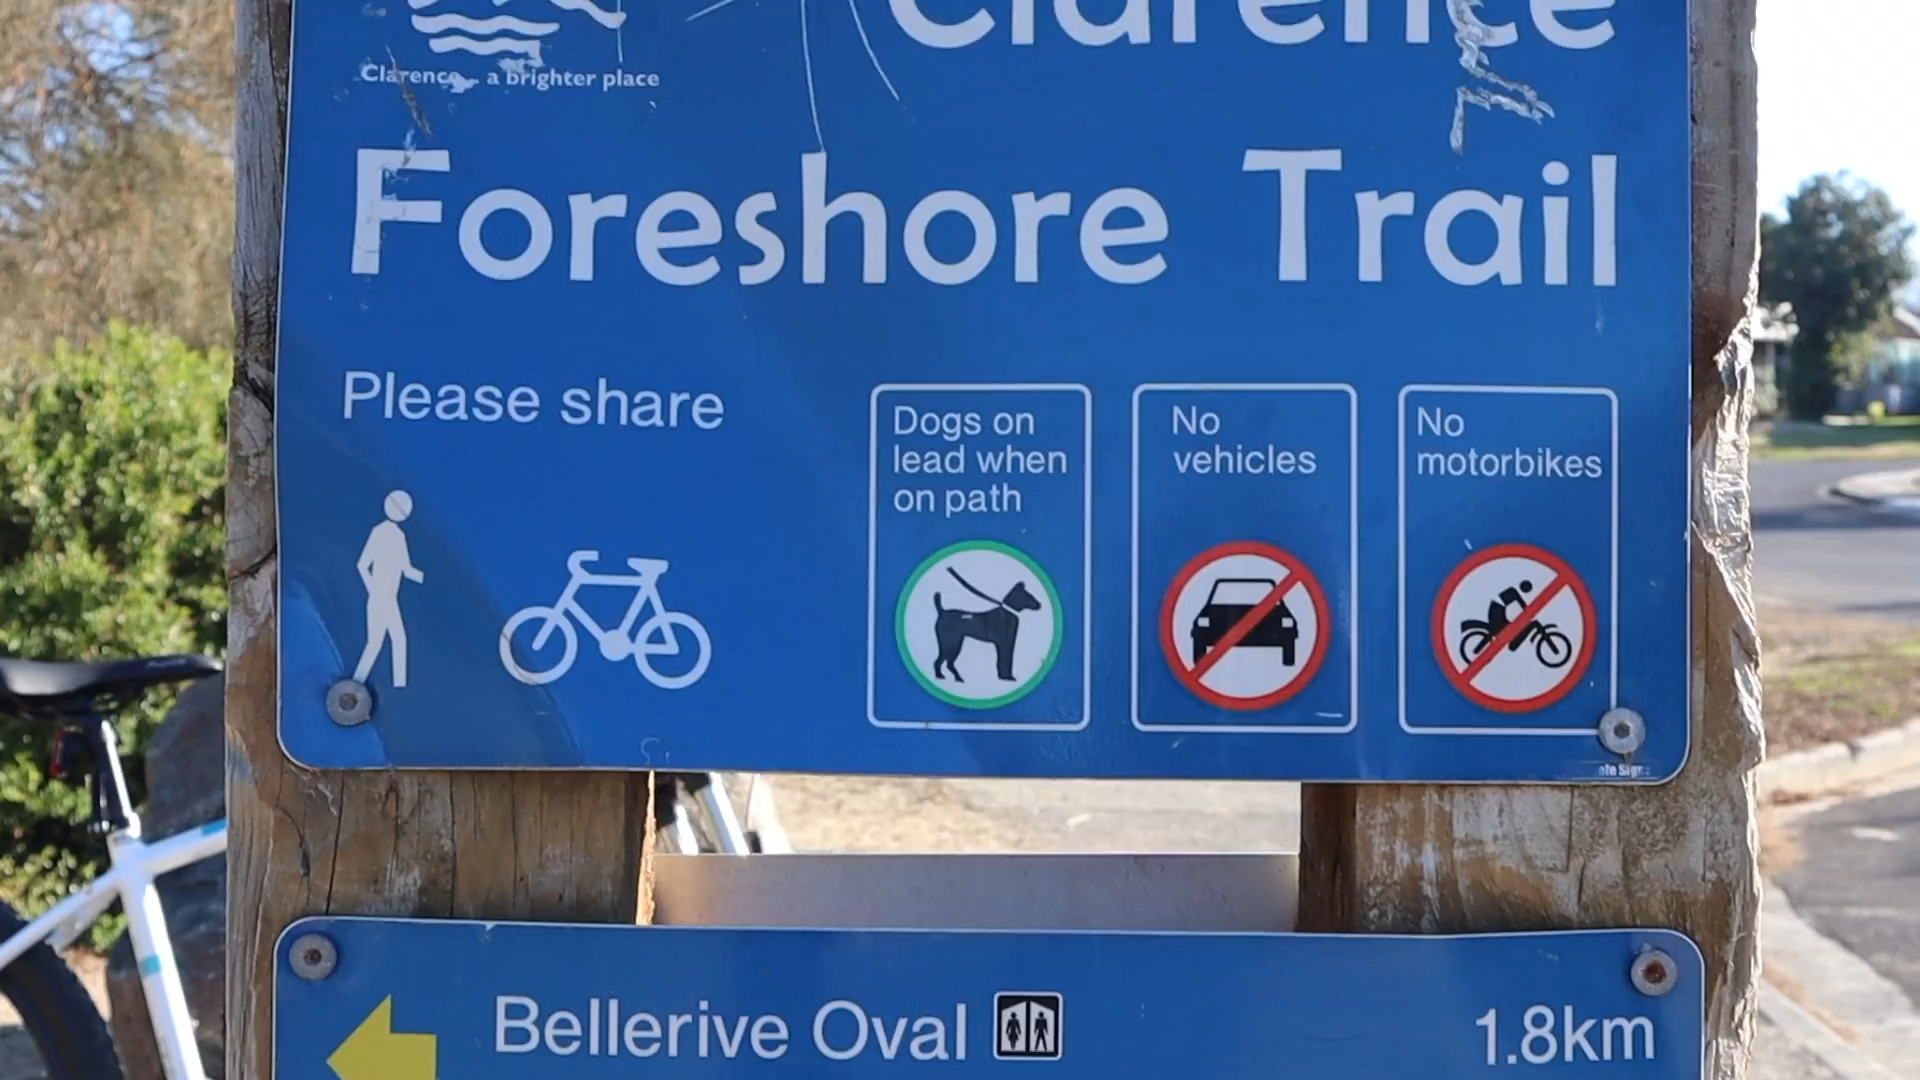 Clarence
Clarence... a brighter place
Foreshore Trail
Please share
Dogs on
lead when
on path
No
vehicles
No
motorbikes
Bellerive Oval
1.8km